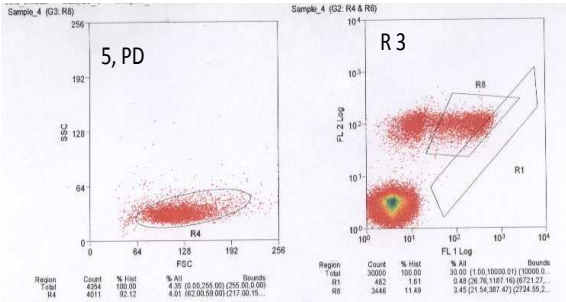 Sample_4 (G3: R8)
5, PD
256
192
128
64
0
SSC
R4
0 64 128 192 256
FSC
Region Count % Hist % All Bounds
Total 4354 100.00 4.35 (0.00,255.00) (255.00,0.00)
R4 4011 92.12 4.01 (62.00,59.00) (217.00,15....
Sample_4 (G2: R4 & R6)
R 3
10⁴
10³
10²
10¹
10⁰
FL 2 Log
R8
R1
10⁰ 10¹ 10² 10³ 10⁴
FL 1 Log
Region Count % Hist % All Bounds
Total 30000 100.00 30.00 (1.00,10000.01) (10000.0...
R1 482 1.61 0.48 (26.76,1187.16) (6721.27,...
R8 3446 11.49 3.45 (21.54,387.47) (2724.55,2...